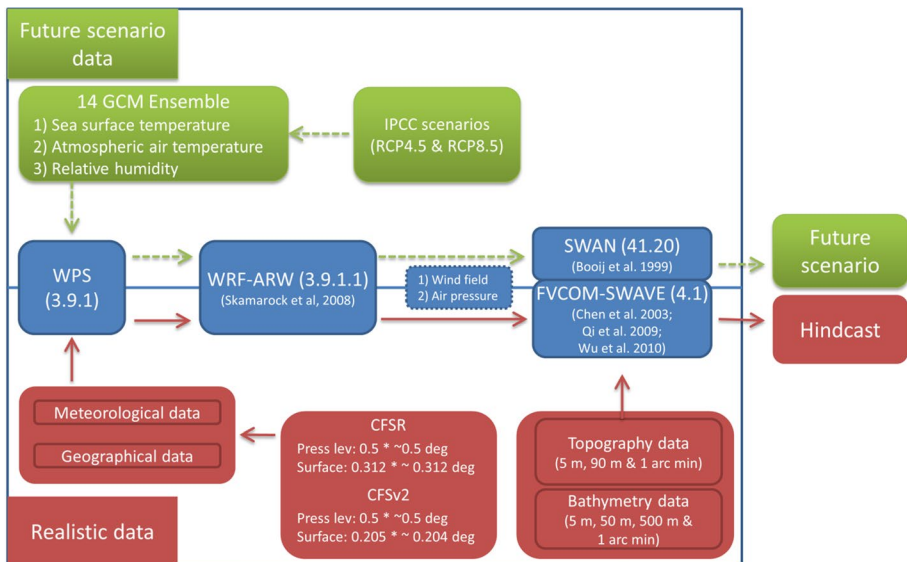 Future scenario
data
14 GCM Ensemble
1) Sea surface temperature
2) Atmospheric air temperature
3) Relative humidity
IPCC scenarios
(RCP4.5 & RCP8.5)
WPS
(3.9.1)
WRF-ARW (3.9.1.1)
(Skamarock et al, 2008)
1) Wind field
2) Air pressure
SWAN (41.20)
(Booij et al. 1999)
FVCOM-SWAVE (4.1)
(Chen et al. 2003;
Qi et al. 2009;
Wu et al. 2010)
Future
scenario
Hindcast
Meteorological data
Geographical data
CFSR
Press lev: 0.5 * ~0.5 deg
Surface: 0.312 * ~ 0.312 deg
CFSv2
Press lev: 0.5 * ~0.5 deg
Surface: 0.205 * ~ 0.204 deg
Topography data
(5 m, 90 m & 1 arc min)
Bathymetry data
(5 m, 50 m, 500 m &
1 arc min)
Realistic data